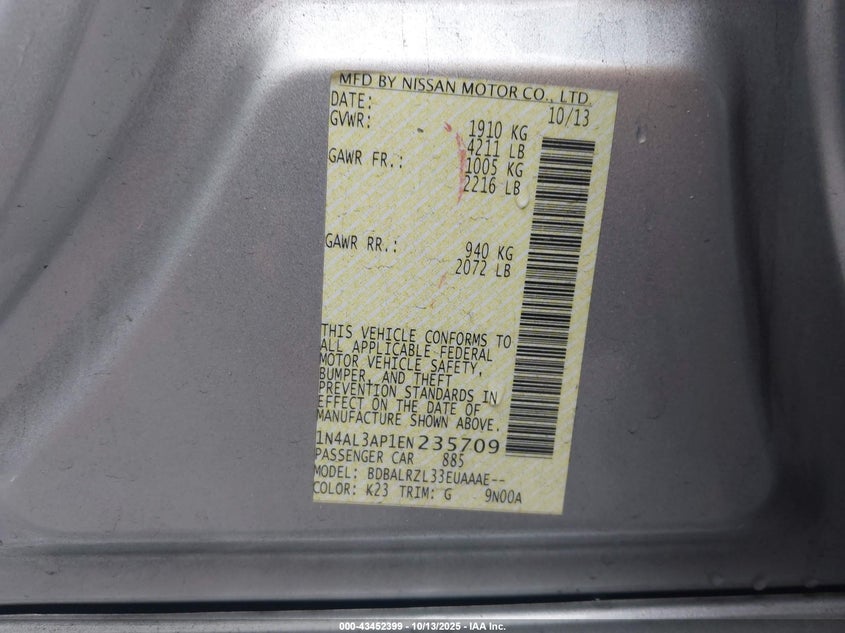 MFD BY NISSAN MOTOR CO., LTD.
DATE: 10/13
GVWR: 1910 KG
4211 LB
GAWR FR.: 1005 KG
2216 LB
GAWR RR.: 940 KG
2072 LB
THIS VEHICLE CONFORMS TO
ALL APPLICABLE FEDERAL
MOTOR VEHICLE SAFETY,
BUMPER, AND THEFT
PREVENTION STANDARDS IN
EFFECT ON THE DATE OF
MANUFACTURE SHOWN ABOVE.
1N4AL3AP1EN235709
PASSENGER CAR 885
MODEL: BDBALRZL33EUAAAE--
COLOR: K23 TRIM: G 9N00A
000-43452399 - 10/13/2025 - IAA Inc.